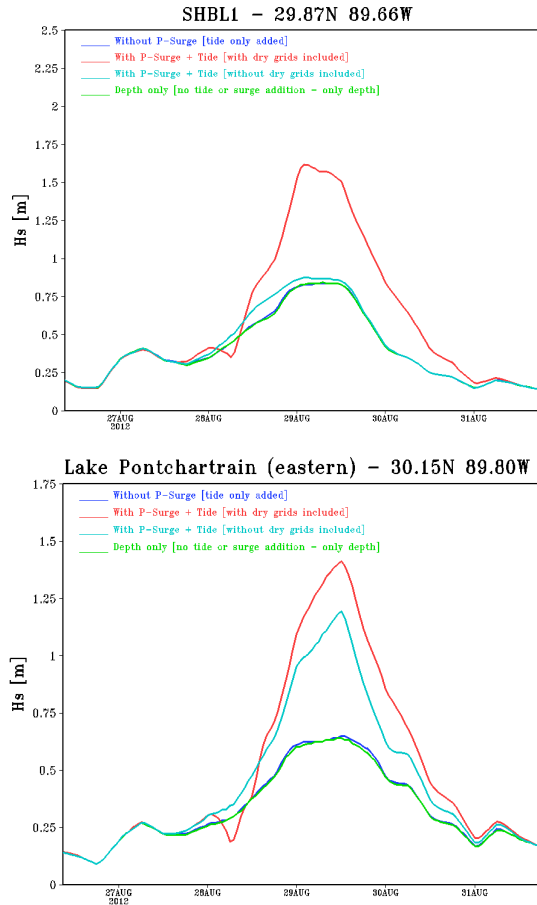 SHBL1 - 29.87N 89.66W
Without P-Surge [tide only added]
With P-Surge + Tide [with dry grids included]
With P-Surge + Tide [without dry grids included]
Depth only [no tide or surge addition - only depth]
Hs [m]
2.5
2.25
2
1.75
1.5
1.25
1
0.75
0.5
0.25
0
27AUG 28AUG 29AUG 30AUG 31AUG
2012
Lake Pontchartrain (eastern) - 30.15N 89.80W
Without P-Surge [tide only added]
With P-Surge + Tide [with dry grids included]
With P-Surge + Tide [without dry grids included]
Depth only [no tide or surge addition - only depth]
Hs [m]
1.75
1.5
1.25
1
0.75
0.5
0.25
0
27AUG 28AUG 29AUG 30AUG 31AUG
2012